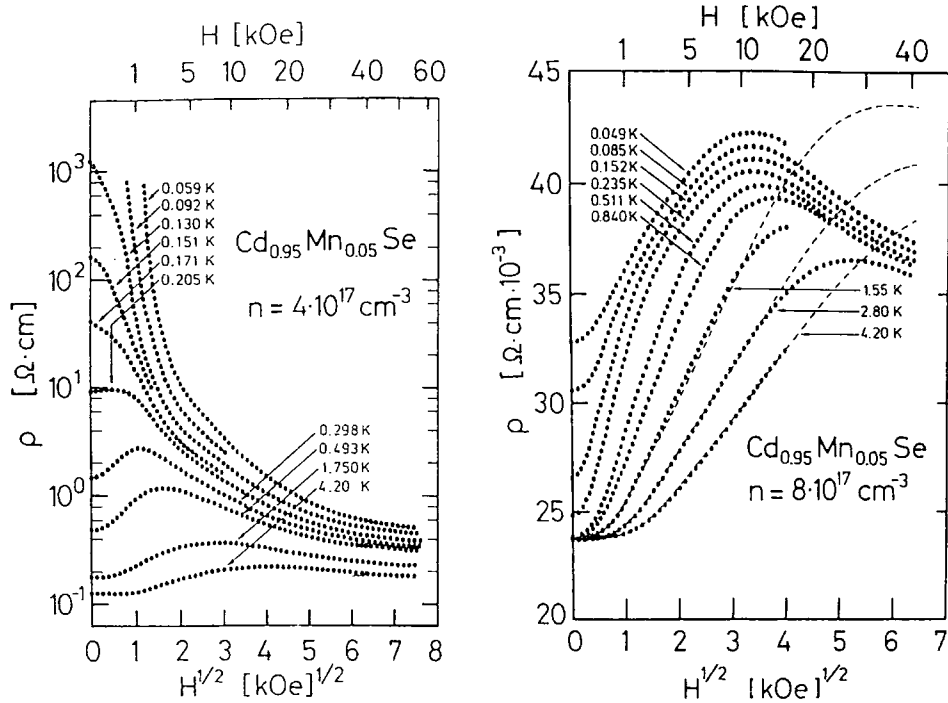 H [kOe]
0 1 5 10 20 40 60
10³
10²
10¹
10⁰
10⁻¹
ρ [Ω·cm]
0.059 K
0.092 K
0.130 K
0.151 K
0.171 K
0.205 K
Cd₀.₉₅Mn₀.₀₅Se
n = 4·10¹⁷ cm⁻³
0.298 K
0.493 K
1.750 K
4.20 K
0 1 2 3 4 5 6 7 8
H¹/² [kOe]¹/²
H [kOe]
1 5 10 20 40
45
40
35
30
24
20
ρ [Ω·cm·10⁻³]
0.049 K
0.085 K
0.152 K
0.235 K
0.511 K
0.840 K
1.55 K
2.80 K
4.20 K
Cd₀.₉₅Mn₀.₀₅Se
n = 8·10¹⁷ cm⁻³
0 1 2 3 4 5 6 7
H¹/² [kOe]¹/²